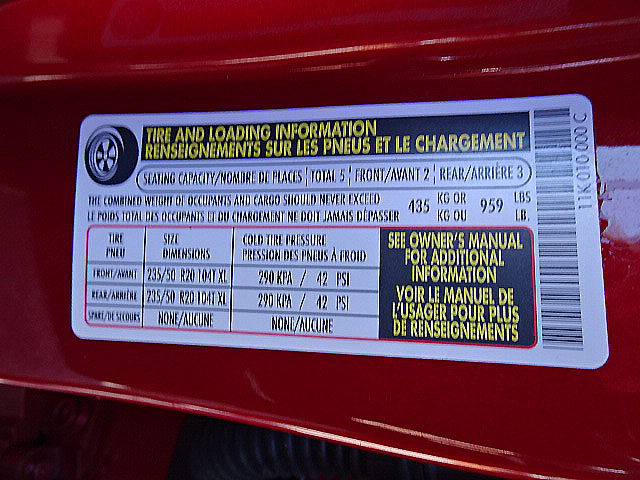 TIRE AND LOADING INFORMATION
RENSEIGNEMENTS SUR LES PNEUS ET LE CHARGEMENT
SEATING CAPACITY/NOMBRE DE PLACES TOTAL 5 FRONT/AVANT 2 REAR/ARRIÈRE 3
THE COMBINED WEIGHT OF OCCUPANTS AND CARGO SHOULD NEVER EXCEED
LE POIDS TOTAL DES OCCUPANTS ET DU CHARGEMENT NE DOIT JAMAIS DÉPASSER
435 KG OR 959 LBS
KG OU LB.
TIRE SIZE COLD TIRE PRESSURE
PNEU DIMENSIONS PRESSION DES PNEUS À FROID
FRONT/AVANT 235/50 R20 104T XL 290 KPA / 42 PSI
REAR/ARRIÈRE 235/50 R20 104T XL 290 KPA / 42 PSI
SPARE/DE SECOURS NONE/AUCUNE NONE/AUCUNE
SEE OWNER'S MANUAL
FOR ADDITIONAL
INFORMATION
VOIR LE MANUEL DE
L'USAGER POUR PLUS
DE RENSEIGNEMENTS
11K 010 000 C